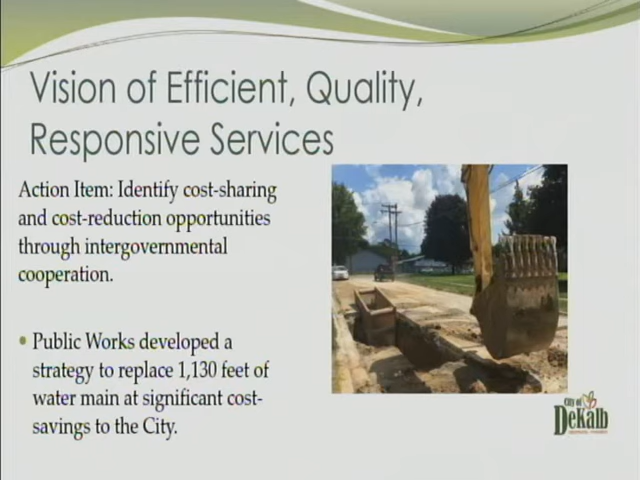 Vision of Efficient, Quality,
Responsive Services
Action Item: Identify cost-sharing
and cost-reduction opportunities
through intergovernmental
cooperation.
• Public Works developed a
strategy to replace 1,130 feet of
water main at significant cost-
savings to the City.
City of
DeKalb